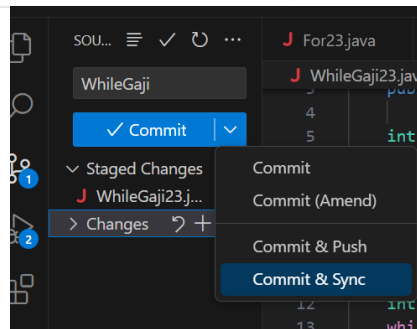 SOU...
J For23.java
WhileGaji
J WhileGaji23.jav
3 pub
4
Commit
5 int
1
Staged Changes
Commit
J WhileGaji23.j...
Commit (Amend)
Changes
2
Commit & Push
Commit & Sync
12 int
13 whi